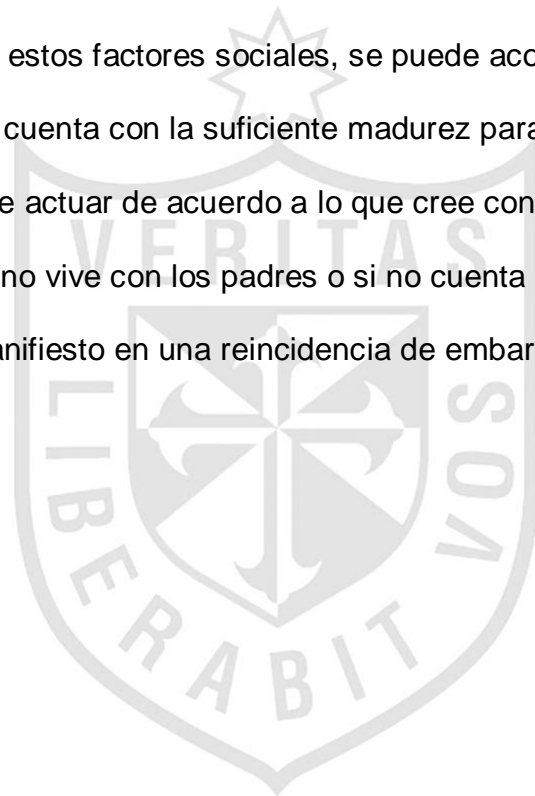 estos factores sociales, se puede aco
cuenta con la suficiente madurez para
e actuar de acuerdo a lo que cree con
no vive con los padres o si no cuenta
anifiesto en una reincidencia de embar
VERITAS
LIBERABIT VOS